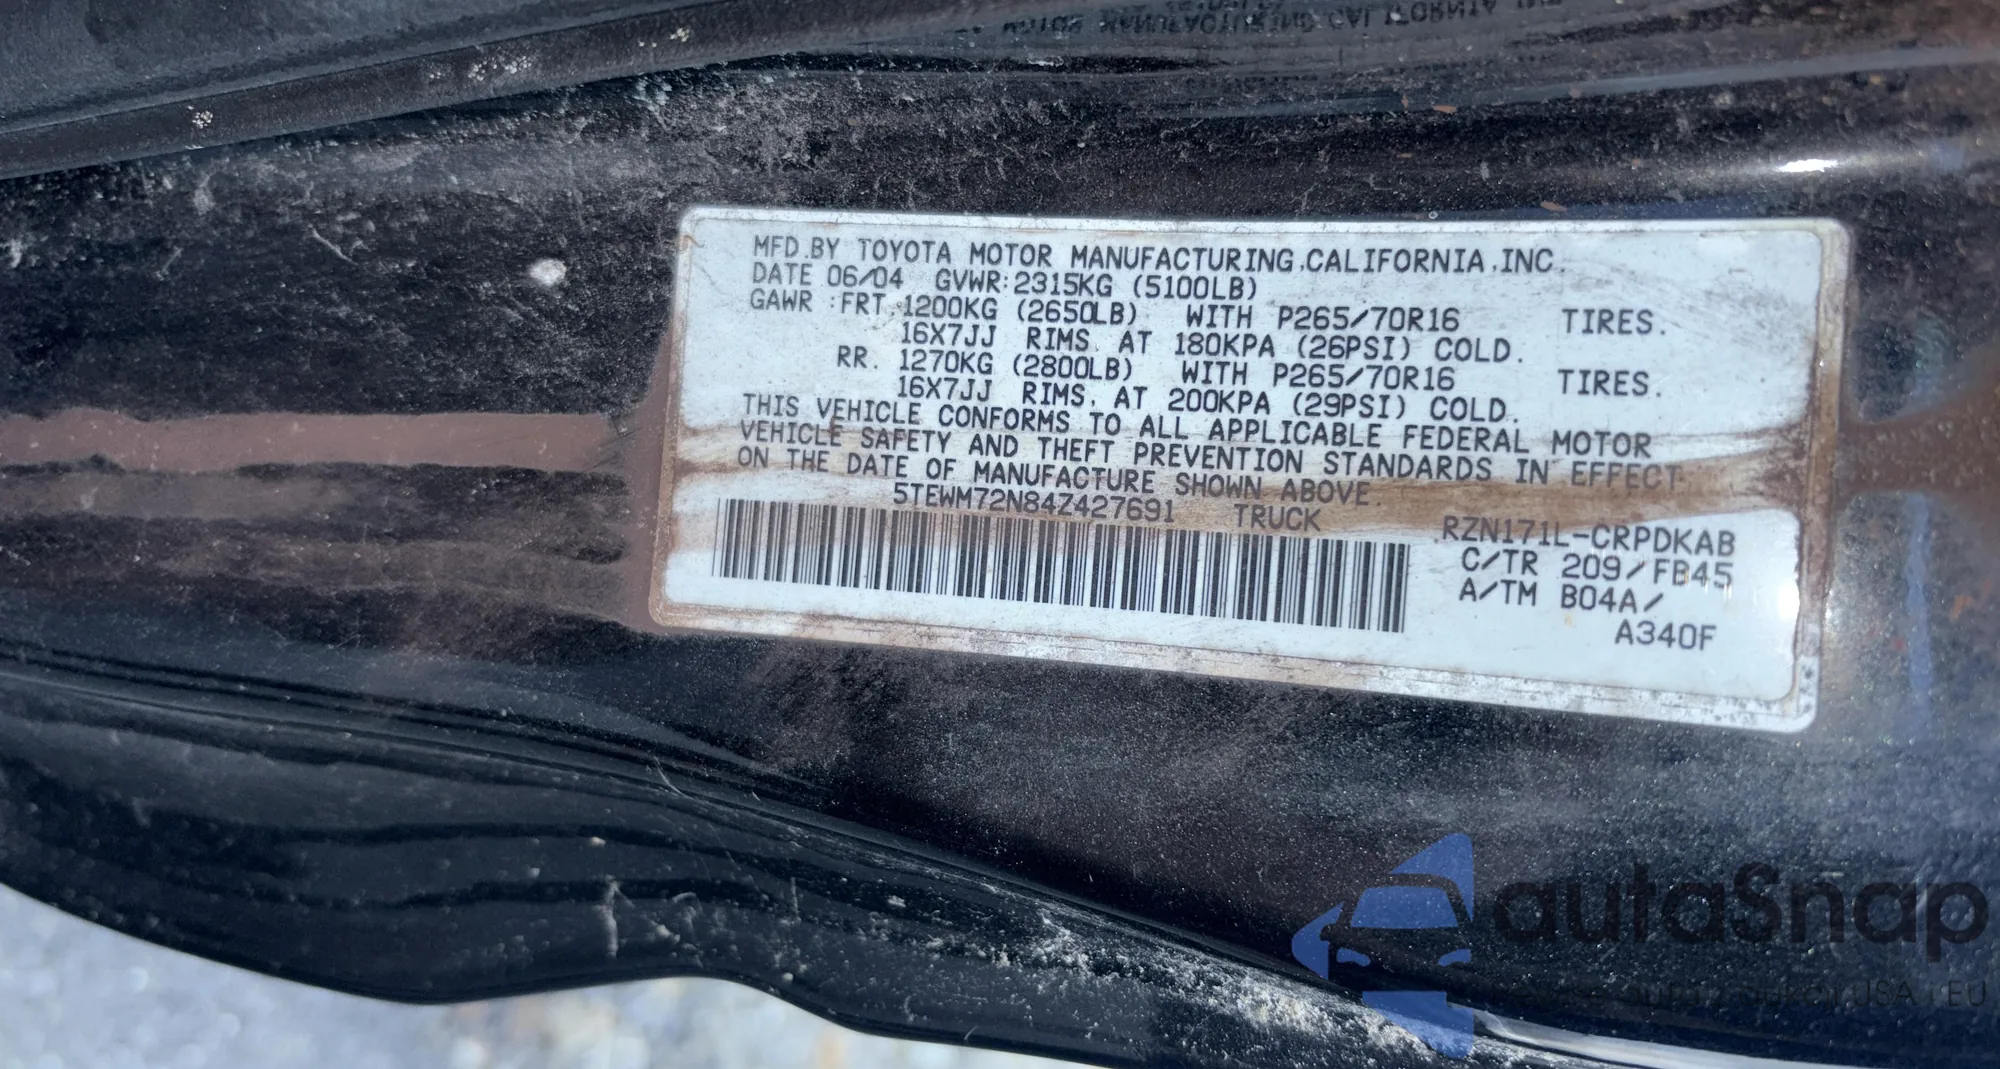 MFD.BY TOYOTA MOTOR MANUFACTURING,CALIFORNIA,INC.
DATE 06/04 GVWR:2315KG (5100LB)
GAWR :FRT.1200KG (2650LB) WITH P265/70R16 TIRES.
16X7JJ RIMS, AT 180KPA (26PSI) COLD.
RR. 1270KG (2800LB) WITH P265/70R16 TIRES.
16X7JJ RIMS, AT 200KPA (29PSI) COLD.
THIS VEHICLE CONFORMS TO ALL APPLICABLE FEDERAL MOTOR
VEHICLE SAFETY AND THEFT PREVENTION STANDARDS IN EFFECT
ON THE DATE OF MANUFACTURE SHOWN ABOVE.
5TEWM72N84Z427691 TRUCK RZN171L-CRPDKAB
C/TR 209/FB45
A/TM B04A/
A340F
autaSnap
USA i EU